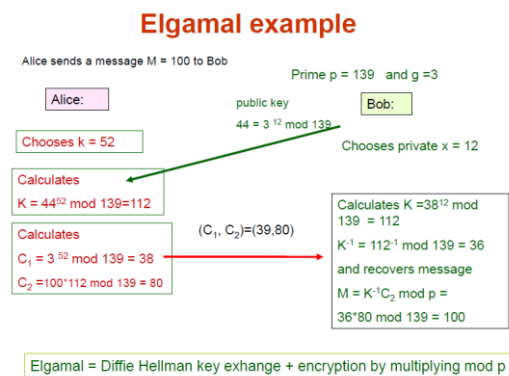 Elgamal example
Alice sends a message M = 100 to Bob
Prime p = 139 and g =3
Alice:
public key
44 = 3 ¹² mod 139
Bob:
Chooses k = 52
Chooses private x = 12
Calculates
K = 44⁵² mod 139=112
Calculates
C₁ = 3 ⁵² mod 139 = 38
C₂ =100*112 mod 139 = 80
(C₁, C₂)=(39,80)
Calculates K =38¹² mod
139 = 112
K⁻¹ = 112⁻¹ mod 139 = 36
and recovers message
M = K⁻¹C₂ mod p =
36*80 mod 139 = 100
Elgamal = Diffie Hellman key exhange + encryption by multiplying mod p